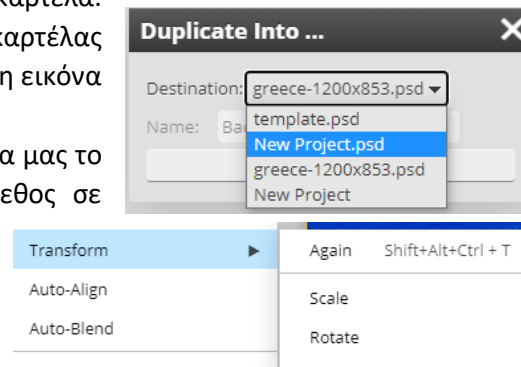 καρτέλα.
καρτέλας
η εικόνα
α μας το
εθος σε
Duplicate Into ...
Destination: greece-1200x853.psd
template.psd
Name:
New Project.psd
greece-1200x853.psd
New Project
Transform
Again Shift+Alt+Ctrl + T
Auto-Align
Scale
Auto-Blend
Rotate